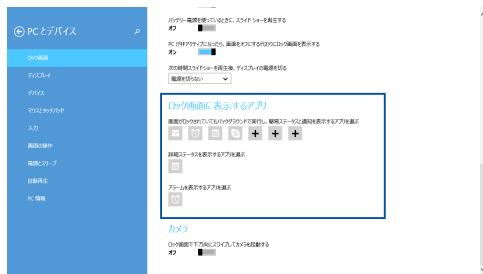 PC とデバイス
ロック画面
ディスプレイ
デバイス
マウスとタッチパッド
入力
画面の操作
電源とスリープ
自動再生
PC 情報
バッテリー電源を使っているときに、スライド ショーを再生する
オフ
PC が非アクティブになったら、画面をオフにする代わりにロック画面を表示する
オン
次の時間スライドショーを再生後、ディスプレイの電源を切る
電源を切らない
ロック画面に表示するアプリ
画面がロックされていてもバックグラウンドで実行し、簡易ステータスと通知を表示するアプリを選ぶ
詳細ステータスを表示するアプリを選ぶ
アラームを表示するアプリを選ぶ
カメラ
ロック画面で下方向にスワイプしてカメラを起動する
オフ